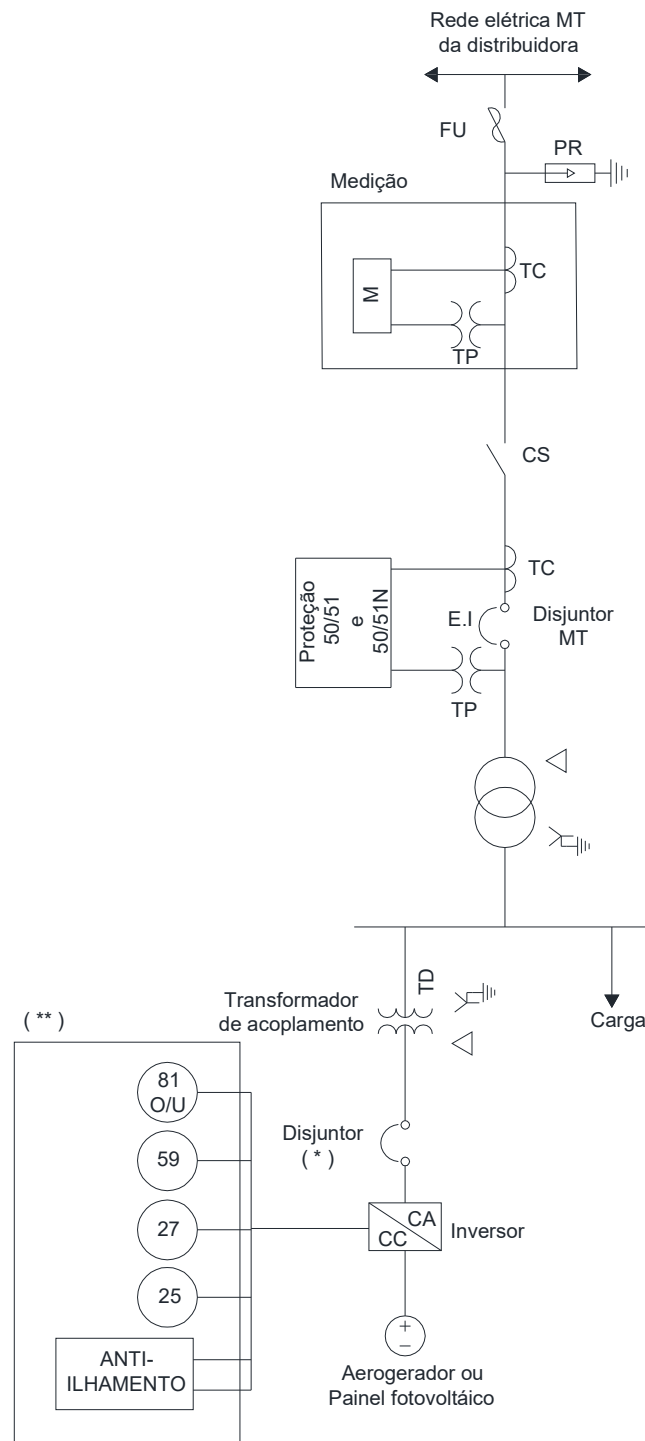 Rede elétrica MT
da distribuidora
FU
PR
Medição
TC
M
TP
CS
TC
Proteção
50/51
e
50/51N
E.I
Disjuntor
MT
TP
TD
Transformador
de acoplamento
Carga
( ** )
81
O/U
Disjuntor
( * )
59
27
CA
CC
Inversor
25
ANTI-
ILHAMENTO
Aerogerador ou
Painel fotovoltáico